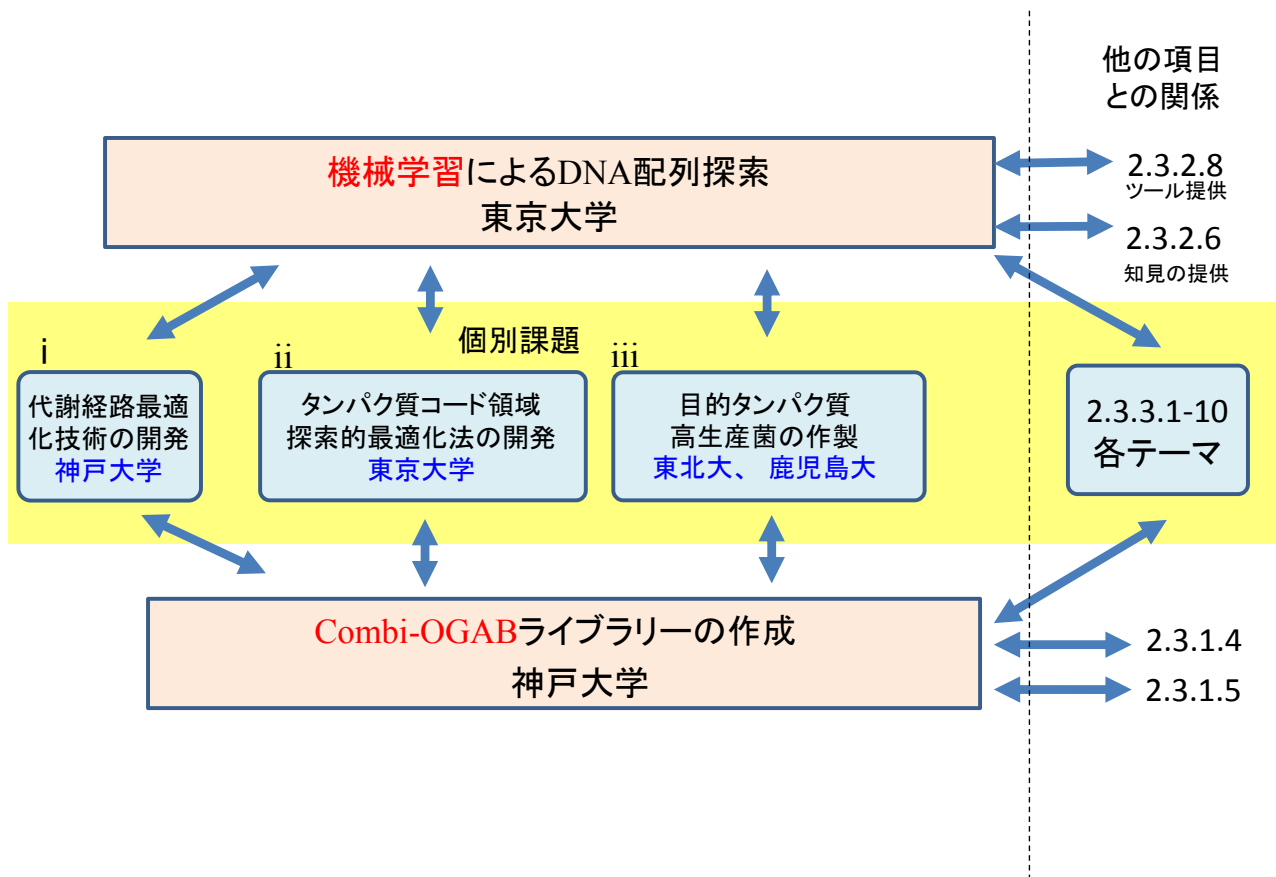 他の項目
との関係
機械学習によるDNA配列探索
東京大学
2.3.2.8
ツール提供
2.3.2.6
知見の提供
個別課題
i
代謝経路最適
化技術の開発
神戸大学
ii
タンパク質コード領域
探索的最適化法の開発
東京大学
iii
目的タンパク質
高生産菌の作製
東北大、 鹿児島大
2.3.3.1-10
各テーマ
Combi-OGABライブラリーの作成
神戸大学
2.3.1.4
2.3.1.5